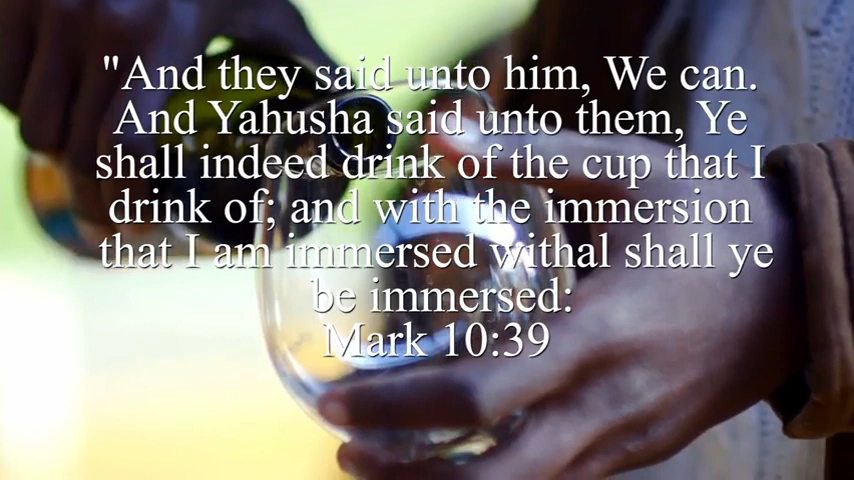 "And they said unto him, We can.
And Yahusha said unto them, Ye
shall indeed drink of the cup that I
drink of; and with the immersion
that I am immersed withal shall ye
be immersed:
Mark 10:39